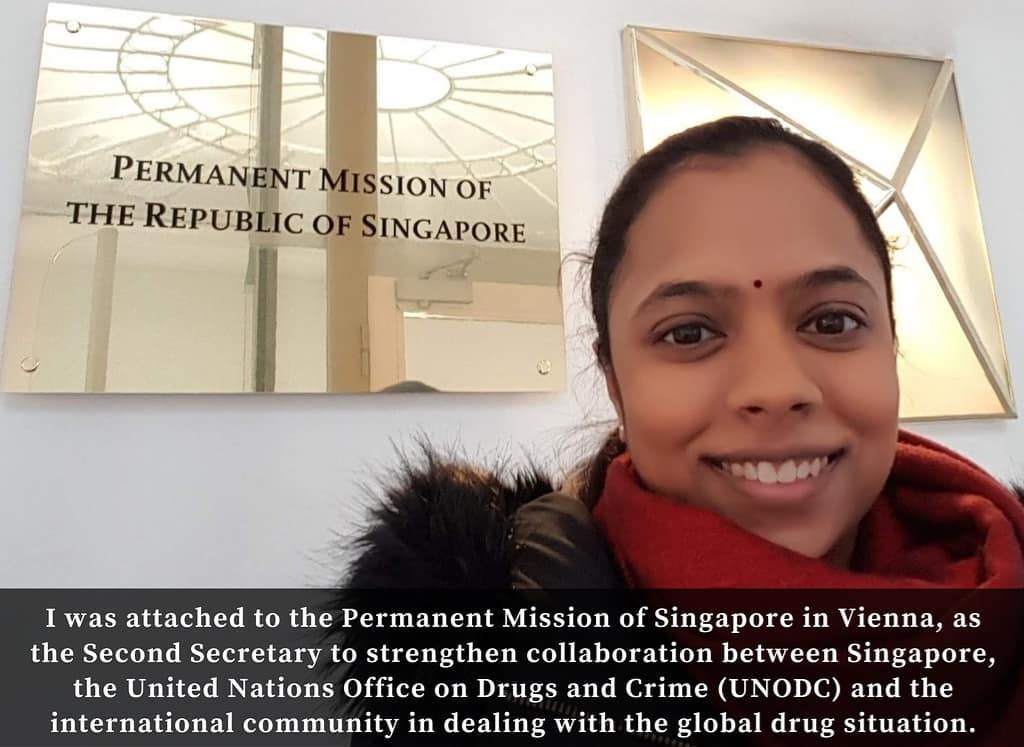 PERMANENT MISSION OF
THE REPUBLIC OF SINGAPORE
I was attached to the Permanent Mission of Singapore in Vienna, as
the Second Secretary to strengthen collaboration between Singapore,
the United Nations Office on Drugs and Crime (UNODC) and the
international community in dealing with the global drug situation.